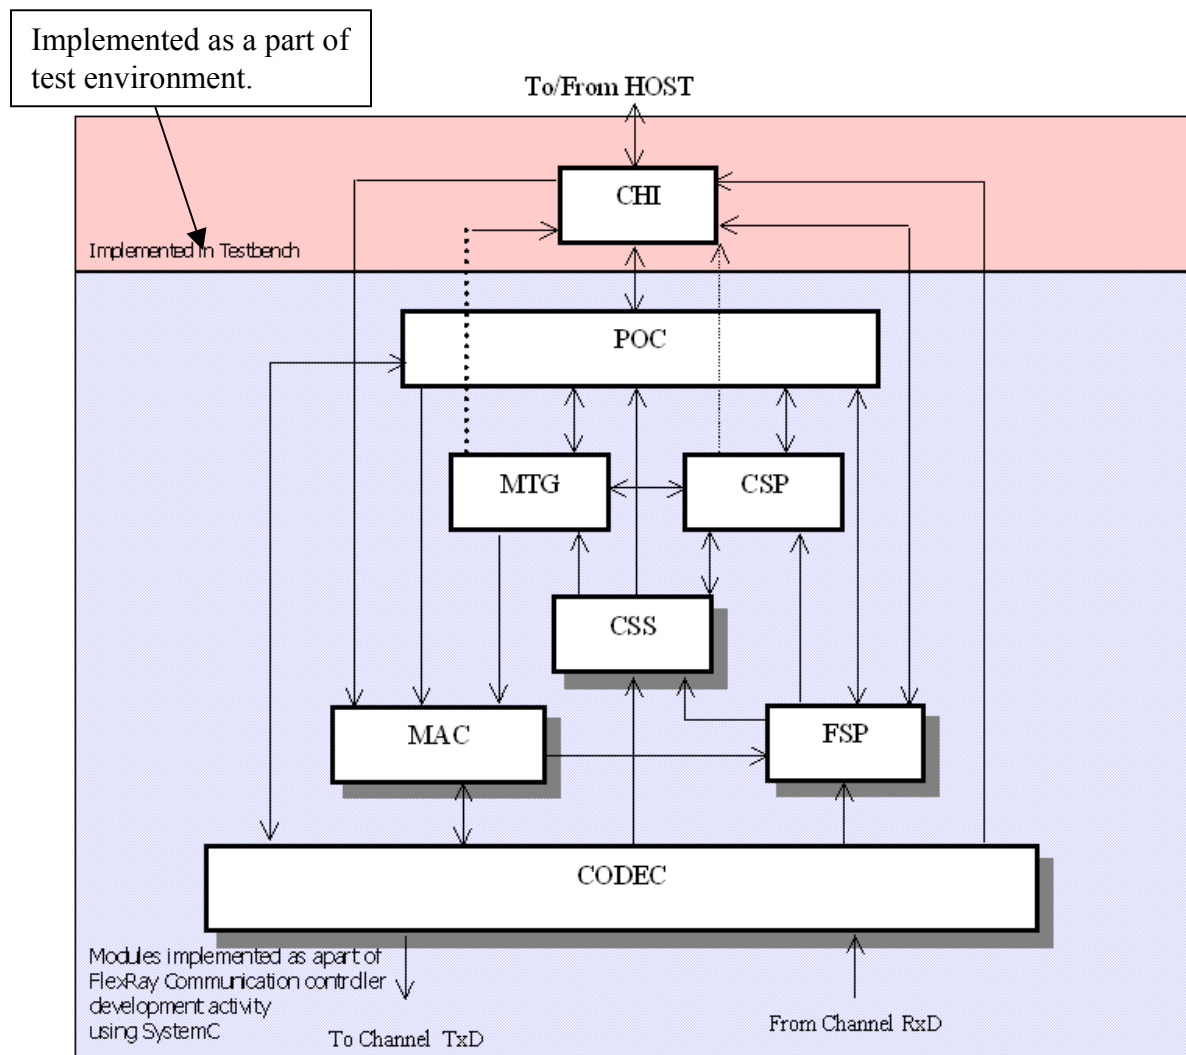 Implemented as a part of
test environment.
To/From HOST
CHI
Implemented in Testbench
POC
MTG
CSP
CSS
MAC
FSP
CODEC
Modules implemented as apart of
FlexRay Communication controller
development activity
using SystemC
To Channel TxD
From Channel RxD